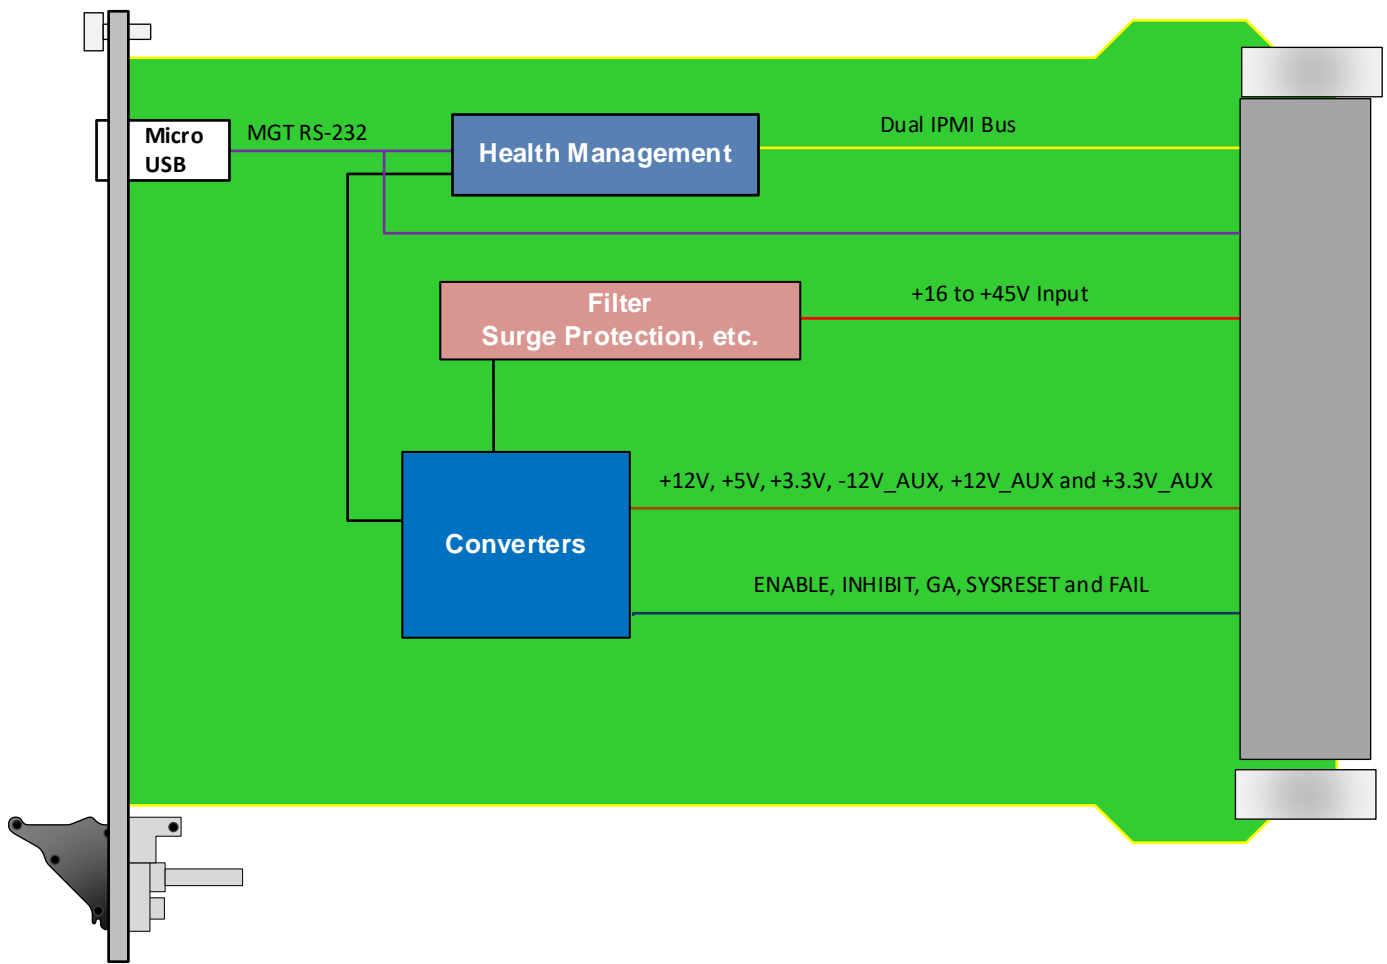 Micro
USB
MGT RS-232
Health Management
Dual IPMI Bus
Filter
Surge Protection, etc.
+16 to +45V Input
Converters
+12V, +5V, +3.3V, -12V_AUX, +12V_AUX and +3.3V_AUX
ENABLE, INHIBIT, GA, SYSRESET and FAIL